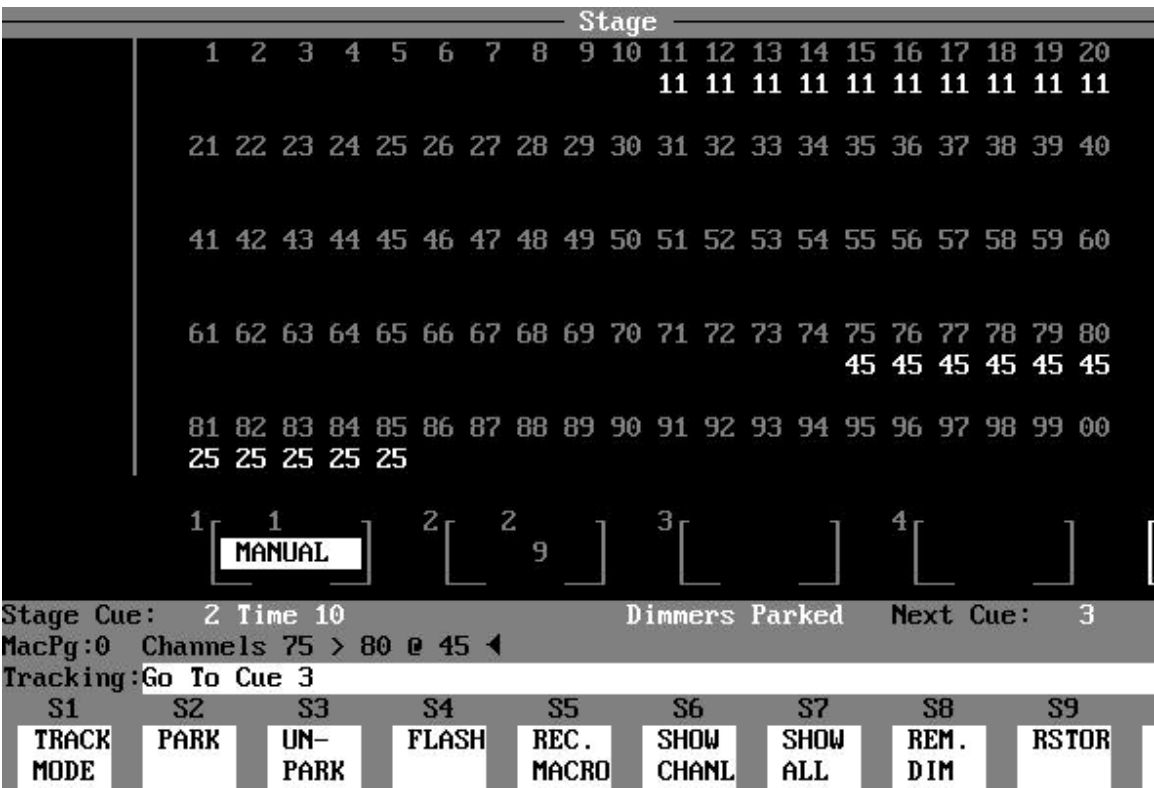 Stage
1 2 3 4 5 6 7 8 9 10 11 12 13 14 15 16 17 18 19 20
11 11 11 11 11 11 11 11 11 11
21 22 23 24 25 26 27 28 29 30 31 32 33 34 35 36 37 38 39 40
41 42 43 44 45 46 47 48 49 50 51 52 53 54 55 56 57 58 59 60
61 62 63 64 65 66 67 68 69 70 71 72 73 74 75 76 77 78 79 80
45 45 45 45 45 45
81 82 83 84 85 86 87 88 89 90 91 92 93 94 95 96 97 98 99 00
25 25 25 25 25
1 1 2 2 3 4
MANUAL 9
Stage Cue: 2 Time 10 Dimmers Parked Next Cue: 3
MacPg:0 Channels 75 > 80 @ 45 ◄
Tracking:Go To Cue 3
S1 S2 S3 S4 S5 S6 S7 S8 S9
TRACK PARK UN- FLASH REC. SHOW SHOW REM. RSTOR
MODE PARK MACRO CHANL ALL DIM